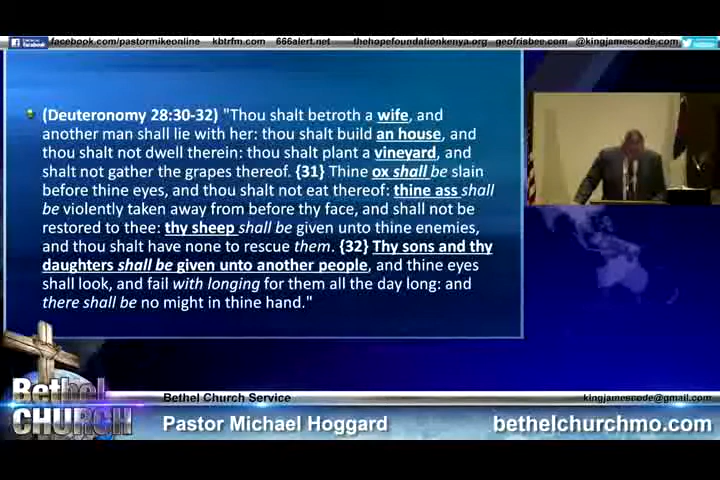 facebook.com/pastormikeonline kbtrfm.com 666alert.net thehopefoundationkenya.org geofrisbee.com @kingjamescode.com twitter
(Deuteronomy 28:30-32) "Thou shalt betroth a wife, and
another man shall lie with her: thou shalt build an house, and
thou shalt not dwell therein: thou shalt plant a vineyard, and
shalt not gather the grapes thereof. {31} Thine ox shall be slain
before thine eyes, and thou shalt not eat thereof: thine ass shall
be violently taken away from before thy face, and shall not be
restored to thee: thy sheep shall be given unto thine enemies,
and thou shalt have none to rescue them. {32} Thy sons and thy
daughters shall be given unto another people, and thine eyes
shall look, and fail with longing for them all the day long: and
there shall be no might in thine hand."
Bethel
CHURCH
Bethel Church Service
kingjamescode@gmail.com
Pastor Michael Hoggard
bethelchurchmo.com